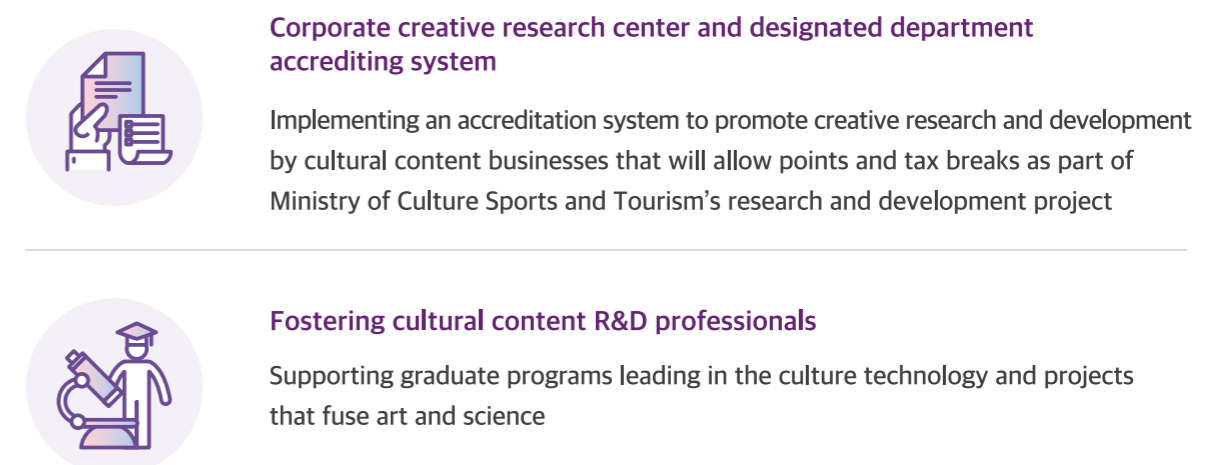 Corporate creative research center and designated department
accrediting system
Implementing an accreditation system to promote creative research and development
by cultural content businesses that will allow points and tax breaks as part of
Ministry of Culture Sports and Tourism's research and development project
Fostering cultural content R&D professionals
Supporting graduate programs leading in the culture technology and projects
that fuse art and science